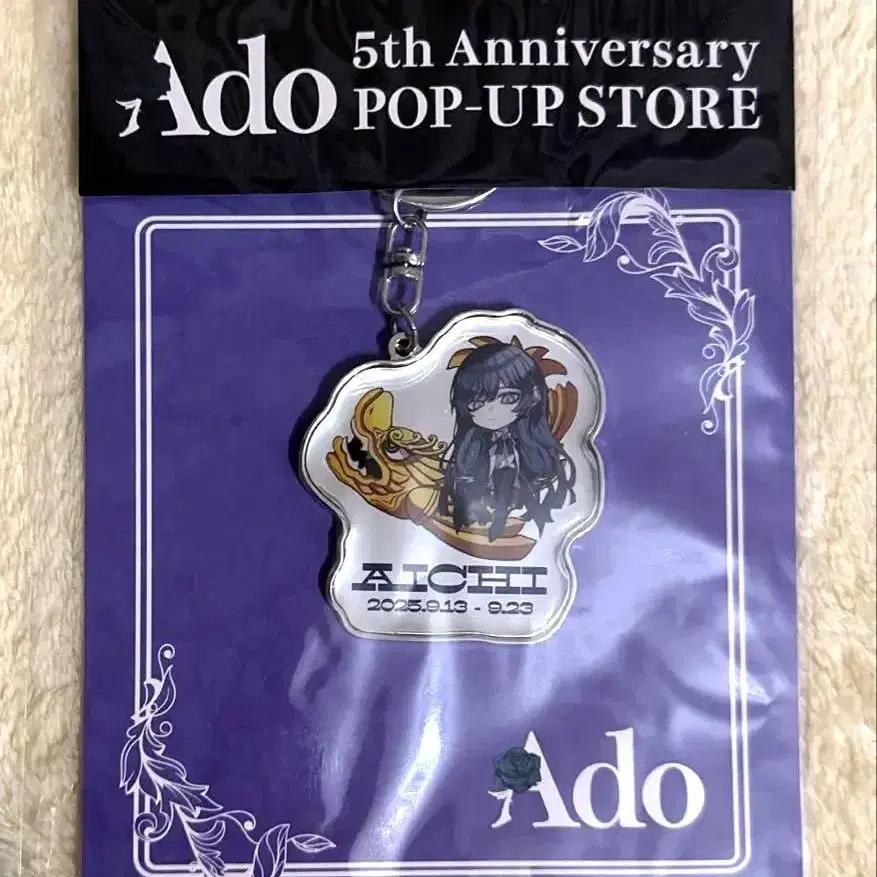 Ado
5th Anniversary
POP-UP STORE
AICHI
2025.9.13 - 9.23
Ado